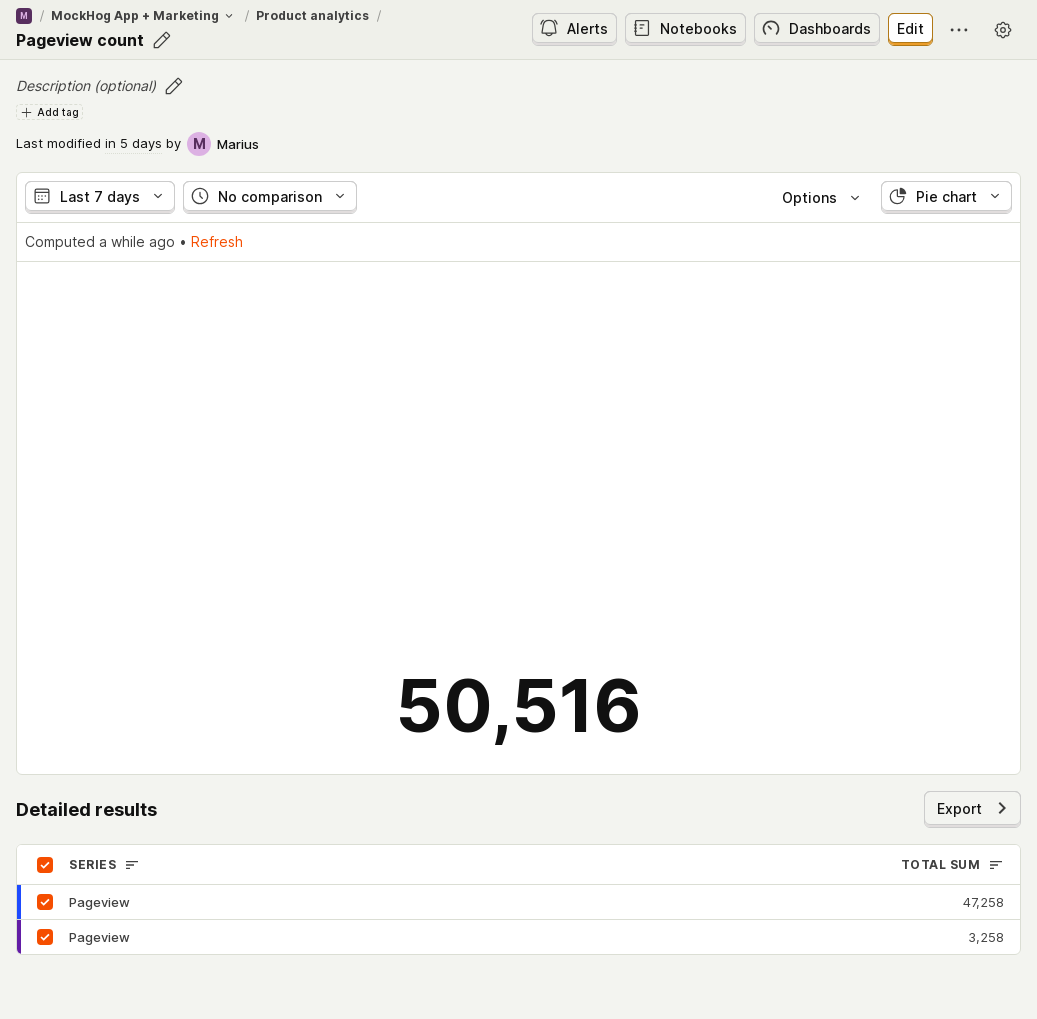 M / MockHog App + Marketing / Product analytics /
Pageview count
Alerts
Notebooks
Dashboards
Edit
Description (optional)
Add tag
Last modified in 5 days by M Marius
Last 7 days
No comparison
Options
Pie chart
Computed a while ago • Refresh
50,516
Detailed results
Export
SERIES TOTAL SUM
Pageview 47,258
Pageview 3,258